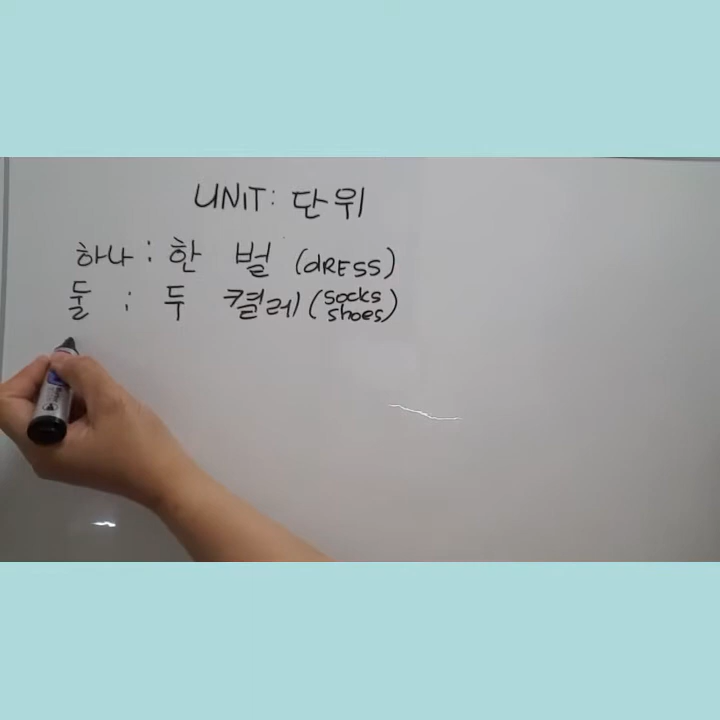 UNIT: 단위
하나 : 한 벌 (dRESS)
둘 : 두 켤레 (socks shoes)